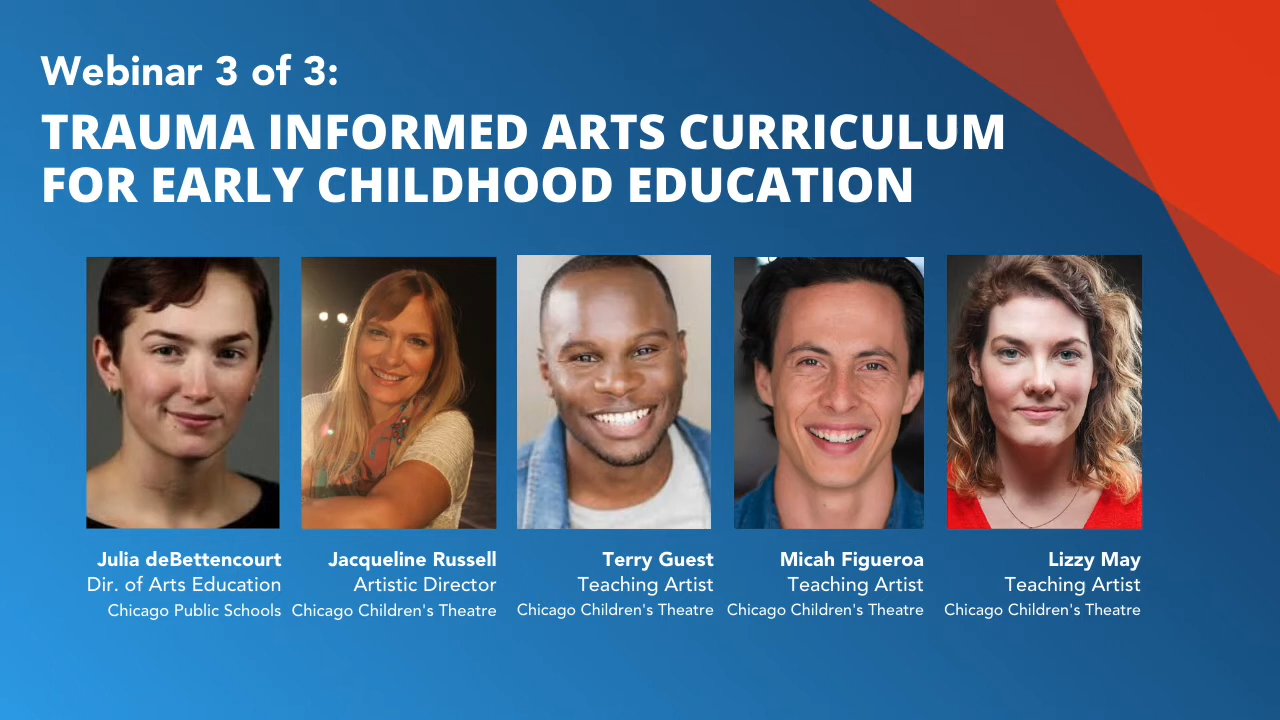 Webinar 3 of 3:
TRAUMA INFORMED ARTS CURRICULUM
FOR EARLY CHILDHOOD EDUCATION
Julia deBettencourt
Dir. of Arts Education
Chicago Public Schools
Jacqueline Russell
Artistic Director
Chicago Children's Theatre
Terry Guest
Teaching Artist
Chicago Children's Theatre
Micah Figueroa
Teaching Artist
Chicago Children's Theatre
Lizzy May
Teaching Artist
Chicago Children's Theatre